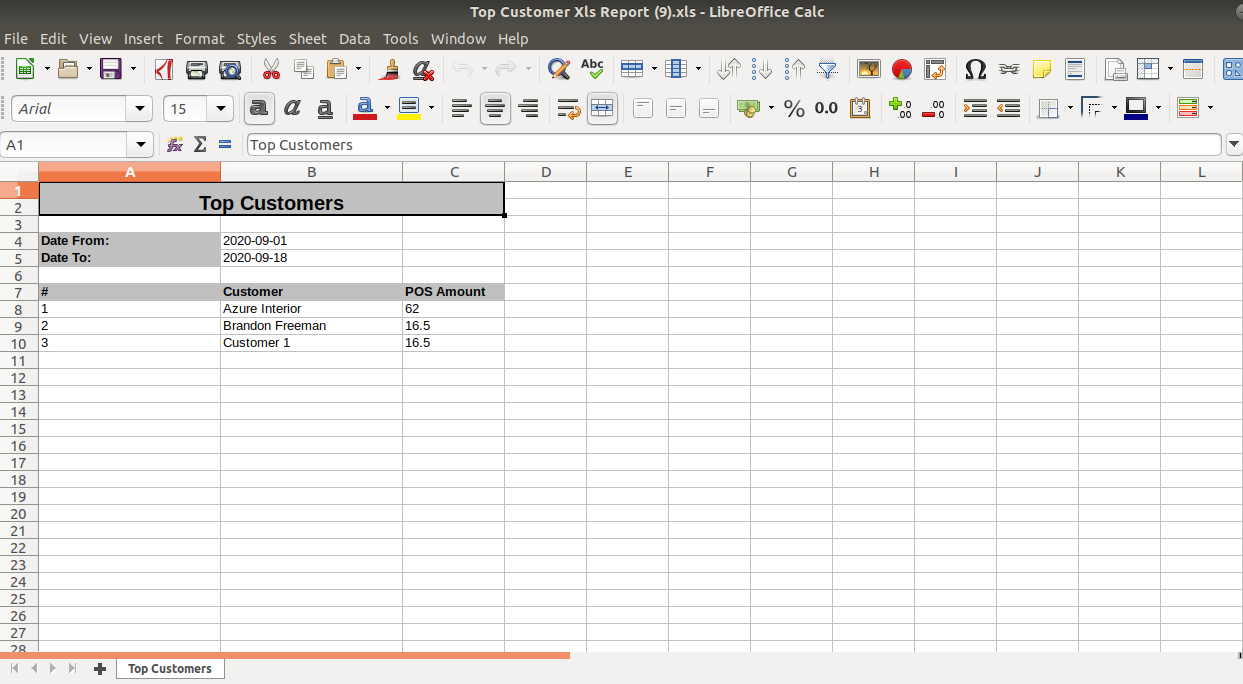 Top Customer Xls Report (9).xls - LibreOffice Calc
File Edit View Insert Format Styles Sheet Data Tools Window Help
Abc
Arial 15 a a a a % 0.0
A1 Top Customers
A B C D E F G H I J K L
1 Top Customers
2
3
4 Date From: 2020-09-01
5 Date To: 2020-09-18
6
7 # Customer POS Amount
8 1 Azure Interior 62
9 2 Brandon Freeman 16.5
10 3 Customer 1 16.5
11
12
13
14
15
16
17
18
19
20
21
22
23
24
25
26
27
28
Top Customers